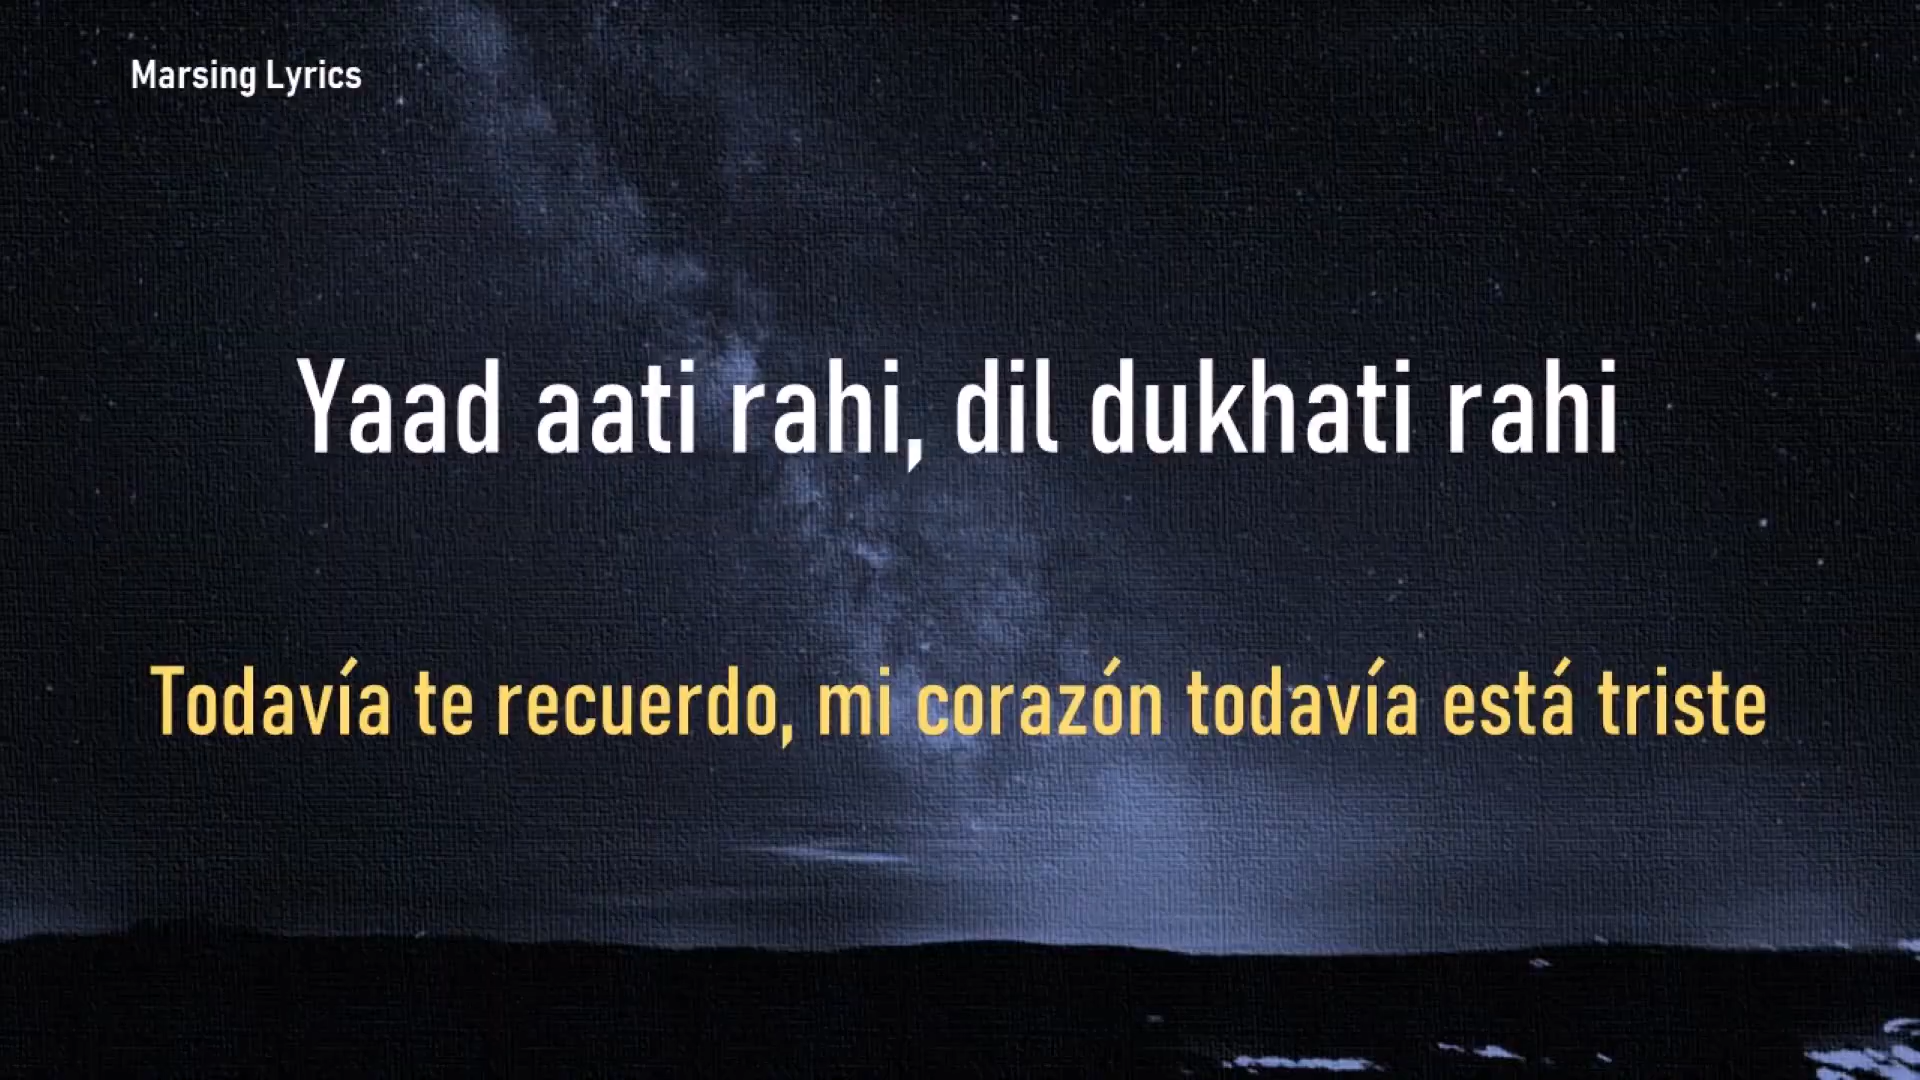 Marsing Lyrics
Yaad aati rahi, dil dukhati rahi
Todavía te recuerdo, mi corazón todavía está triste